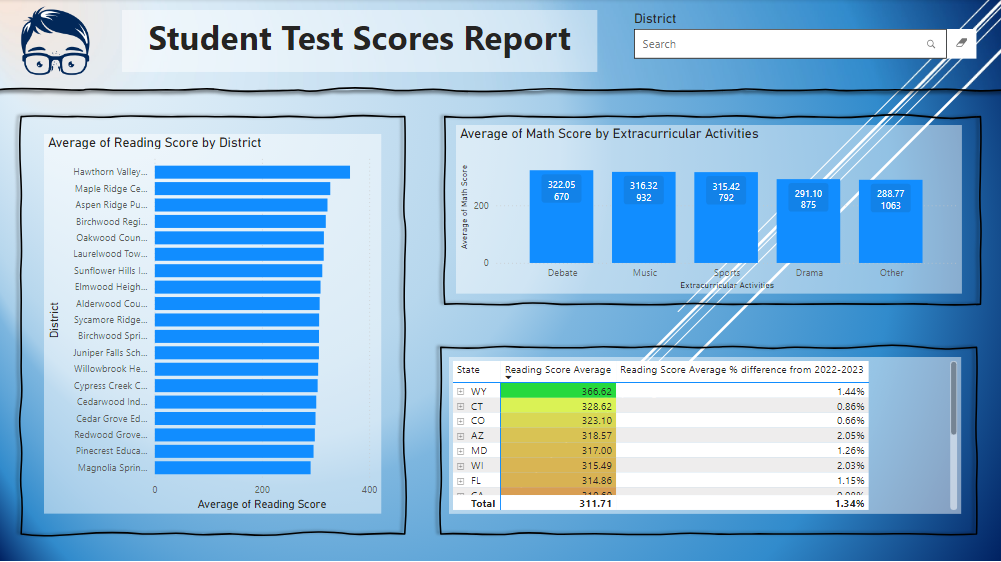 Student Test Scores Report
District
Search
Average of Reading Score by District
District
Hawthorn Valley...
Maple Ridge Ce...
Aspen Ridge Pu...
Birchwood Regi...
Oakwood Coun...
Laurelwood Tow...
Sunflower Hills I...
Elmwood Heigh...
Alderwood Cou...
Sycamore Ridge...
Birchwood Spri...
Juniper Falls Sch...
Willowbrook He...
Cypress Creek C...
Cedarwood Ind...
Cedar Grove Ed...
Redwood Grove...
Pinecrest Educa...
Magnolia Sprin...
0 200 400
Average of Reading Score
Average of Math Score by Extracurricular Activities
Average of Math Score
200
0
322.05 316.32 315.42 291.10 288.77
670 932 792 875 1063
Debate Music Sports Drama Other
Extracurricular Activities
State Reading Score Average Reading Score Average % difference from 2022-2023
WY 366.62 1.44%
CT 328.62 0.86%
CO 323.10 0.66%
AZ 318.57 2.05%
MD 317.00 1.26%
WI 315.49 2.03%
FL 314.86 1.15%
Total 311.71 1.34%